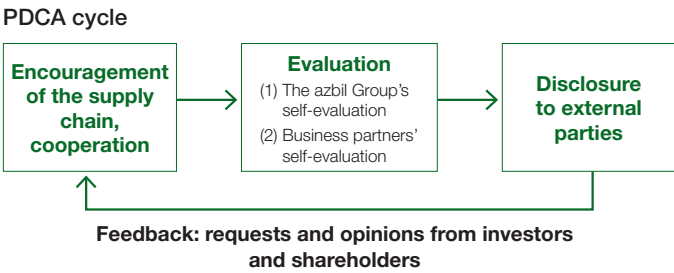 PDCA cycle
Encouragement
of the supply
chain,
cooperation
Evaluation
(1) The azbil Group's
self-evaluation
(2) Business partners'
self-evaluation
Disclosure
to external
parties
Feedback: requests and opinions from investors
and shareholders